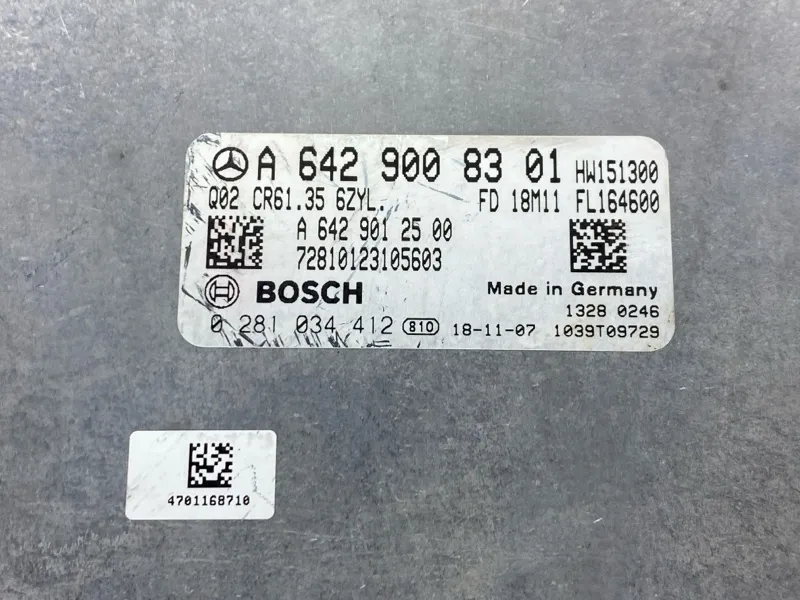 A 642 900 83 01 HW151300
Q02 CR61.35 6ZYL. FD 18M11 FL164600
A 642 901 25 00
72810123105603
BOSCH Made in Germany
1328 0246
0 281 034 412 810 18-11-07 1039T09729
4701168710